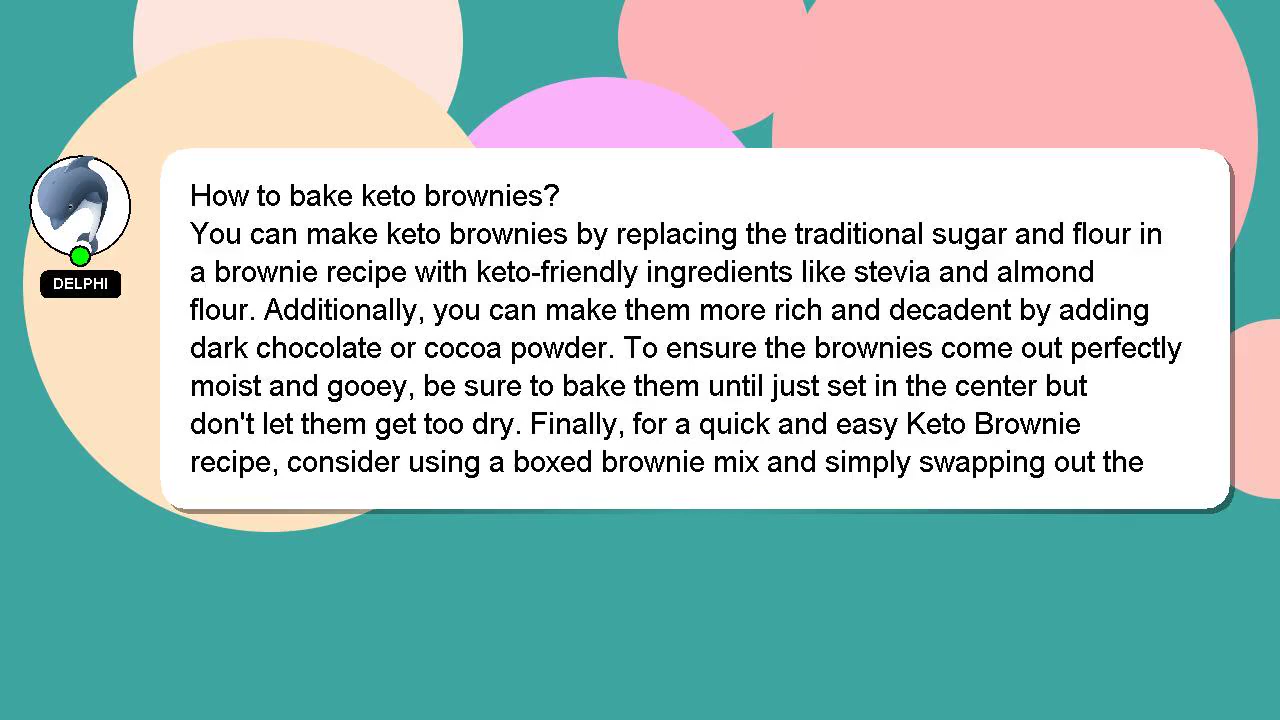 How to bake keto brownies?
You can make keto brownies by replacing the traditional sugar and flour in
a brownie recipe with keto-friendly ingredients like stevia and almond
flour. Additionally, you can make them more rich and decadent by adding
dark chocolate or cocoa powder. To ensure the brownies come out perfectly
moist and gooey, be sure to bake them until just set in the center but
don't let them get too dry. Finally, for a quick and easy Keto Brownie
recipe, consider using a boxed brownie mix and simply swapping out the
DELPHI